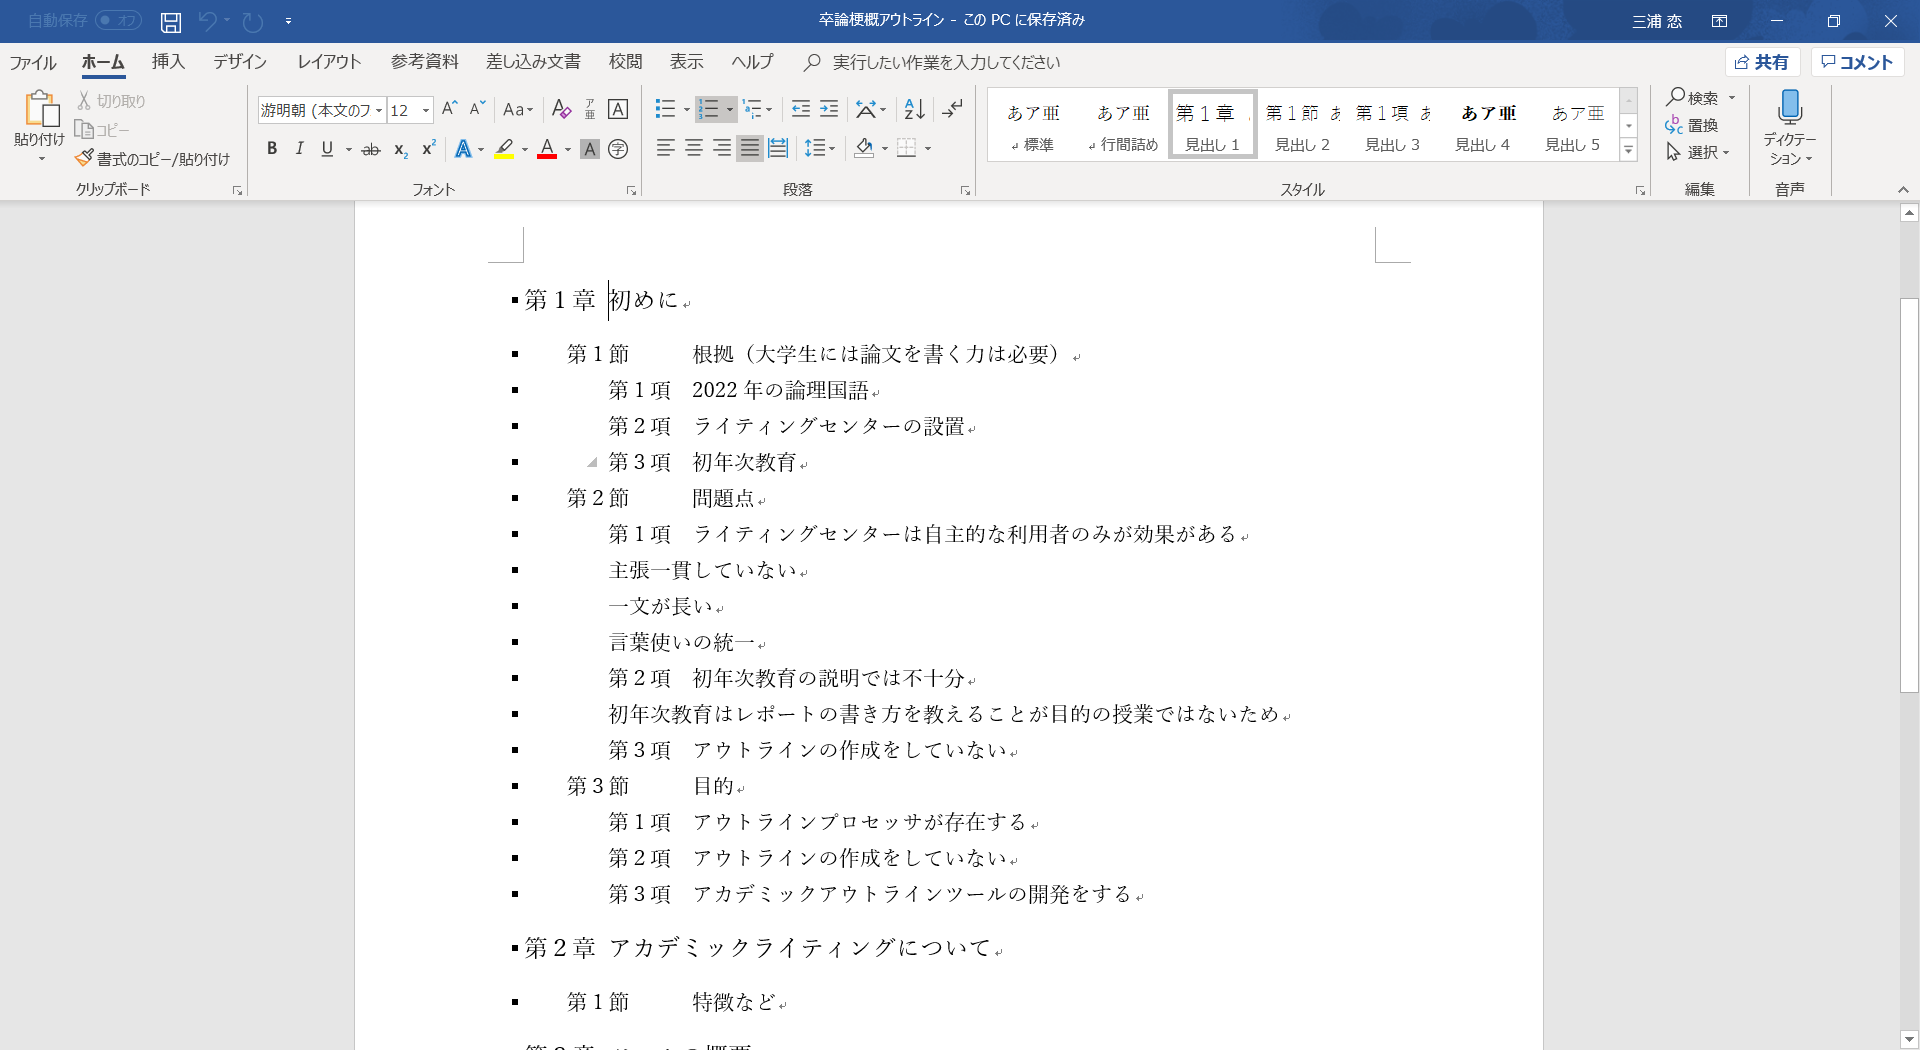 自動保存 オフ 卒論梗概アウトライン - この PC に保存済み 三浦 恋
ファイル ホーム 挿入 デザイン レイアウト 参考資料 差し込み文書 校閲 表示 ヘルプ 実行したい作業を入力してください 共有 コメント
貼り付け
切り取り
コピー
書式のコピー/貼り付け
クリップボード
游明朝 (本文のフ 12 A A Aa A ア亜 A
B I U ab x₂ x² A A A 字
フォント
段落
あア亜 あア亜 第１章 第１節 あ 第１項 あ あア亜 あア亜
標準 行間詰め 見出し 1 見出し 2 見出し 3 見出し 4 見出し 5
スタイル
検索
置換
選択
編集
ディクテー
ション
音声
第１章 初めに
第１節 根拠（大学生には論文を書く力は必要）
第１項 2022 年の論理国語
第２項 ライティングセンターの設置
第３項 初年次教育
第２節 問題点
第１項 ライティングセンターは自主的な利用者のみが効果がある
主張一貫していない
一文が長い
言葉使いの統一
第２項 初年次教育の説明では不十分
初年次教育はレポートの書き方を教えることが目的の授業ではないため
第３項 アウトラインの作成をしていない
第３節 目的
第１項 アウトラインプロセッサが存在する
第２項 アウトラインの作成をしていない
第３項 アカデミックアウトラインツールの開発をする
第２章 アカデミックライティングについて
第１節 特徴など